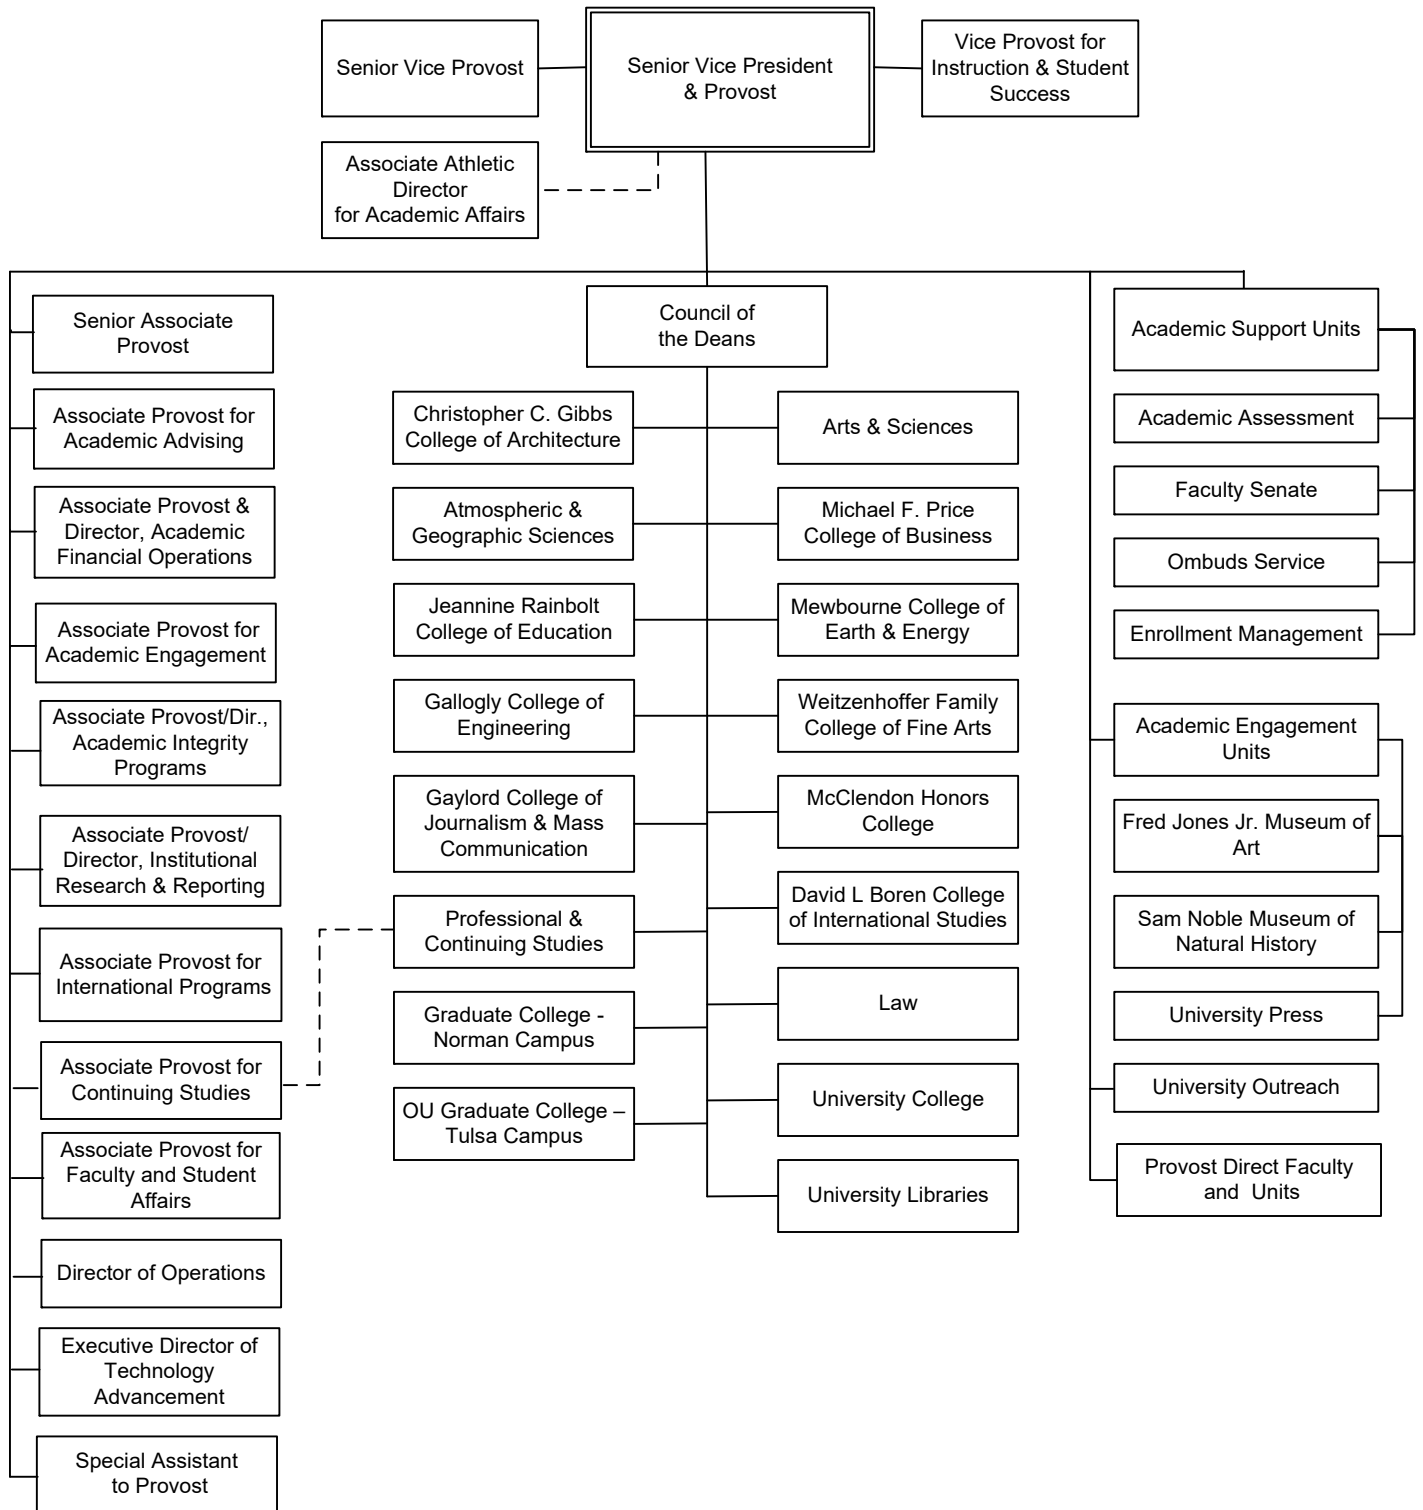 Senior Vice Provost
Senior Vice President
& Provost
Vice Provost for
Instruction & Student
Success
Associate Athletic
Director
for Academic Affairs
Senior Associate
Provost
Associate Provost for
Academic Advising
Associate Provost &
Director, Academic
Financial Operations
Associate Provost for
Academic Engagement
Associate Provost/Dir.,
Academic Integrity
Programs
Associate Provost/
Director, Institutional
Research & Reporting
Associate Provost for
International Programs
Associate Provost for
Continuing Studies
Associate Provost for
Faculty and Student
Affairs
Director of Operations
Executive Director of
Technology
Advancement
Special Assistant
to Provost
Council of
the Deans
Christopher C. Gibbs
College of Architecture
Atmospheric &
Geographic Sciences
Jeannine Rainbolt
College of Education
Gallogly College of
Engineering
Gaylord College of
Journalism & Mass
Communication
Professional &
Continuing Studies
Graduate College -
Norman Campus
OU Graduate College –
Tulsa Campus
Arts & Sciences
Michael F. Price
College of Business
Mewbourne College of
Earth & Energy
Weitzenhoffer Family
College of Fine Arts
McClendon Honors
College
David L Boren College
of International Studies
Law
University College
University Libraries
Academic Support Units
Academic Assessment
Faculty Senate
Ombuds Service
Enrollment Management
Academic Engagement
Units
Fred Jones Jr. Museum of
Art
Sam Noble Museum of
Natural History
University Press
University Outreach
Provost Direct Faculty
and Units